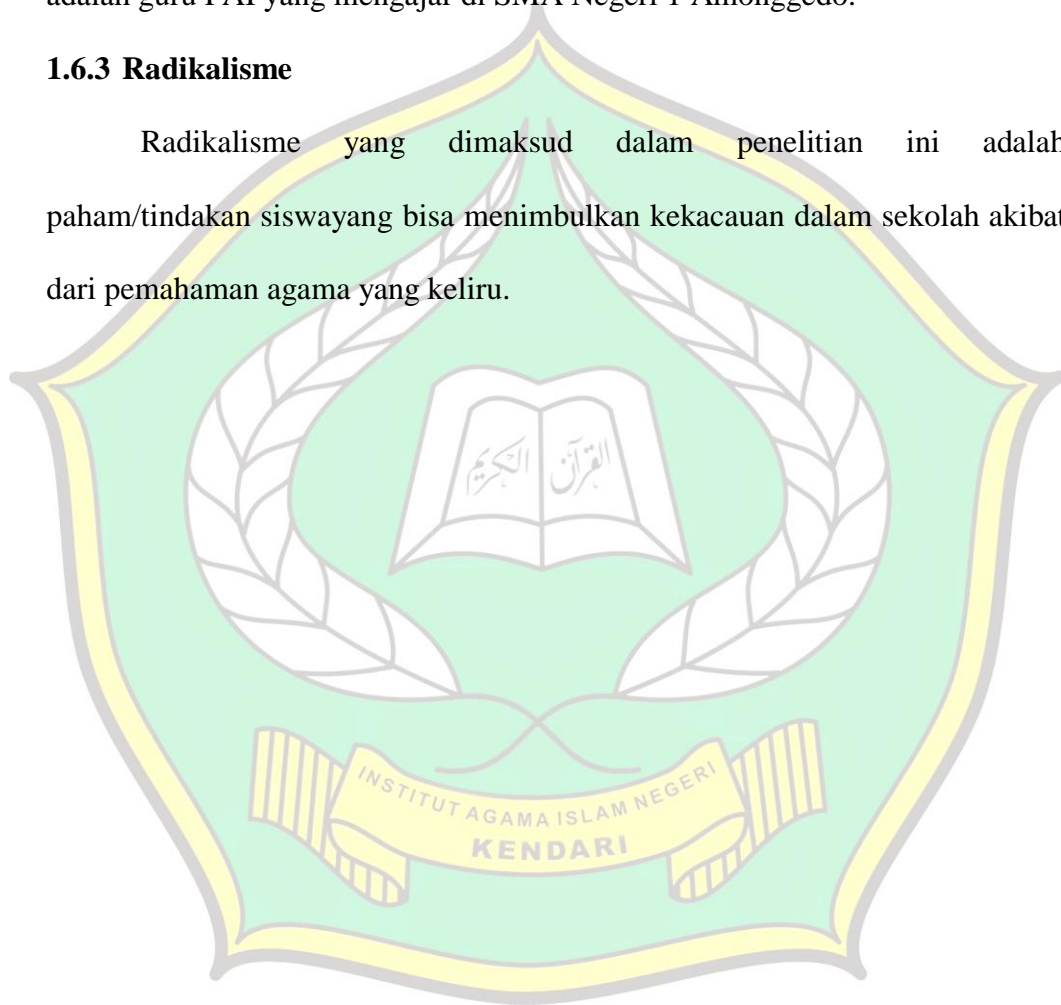 adalah guru PAI yang mengajar di SMA Negeri 1 Amonggedo.
1.6.3 Radikalisme
Radikalisme yang dimaksud dalam penelitian ini adalah
paham/tindakan siswayang bisa menimbulkan kekacauan dalam sekolah akibat
dari pemahaman agama yang keliru.
القرآن الكريم
INSTITUT AGAMA ISLAM NEGERI
KENDARI